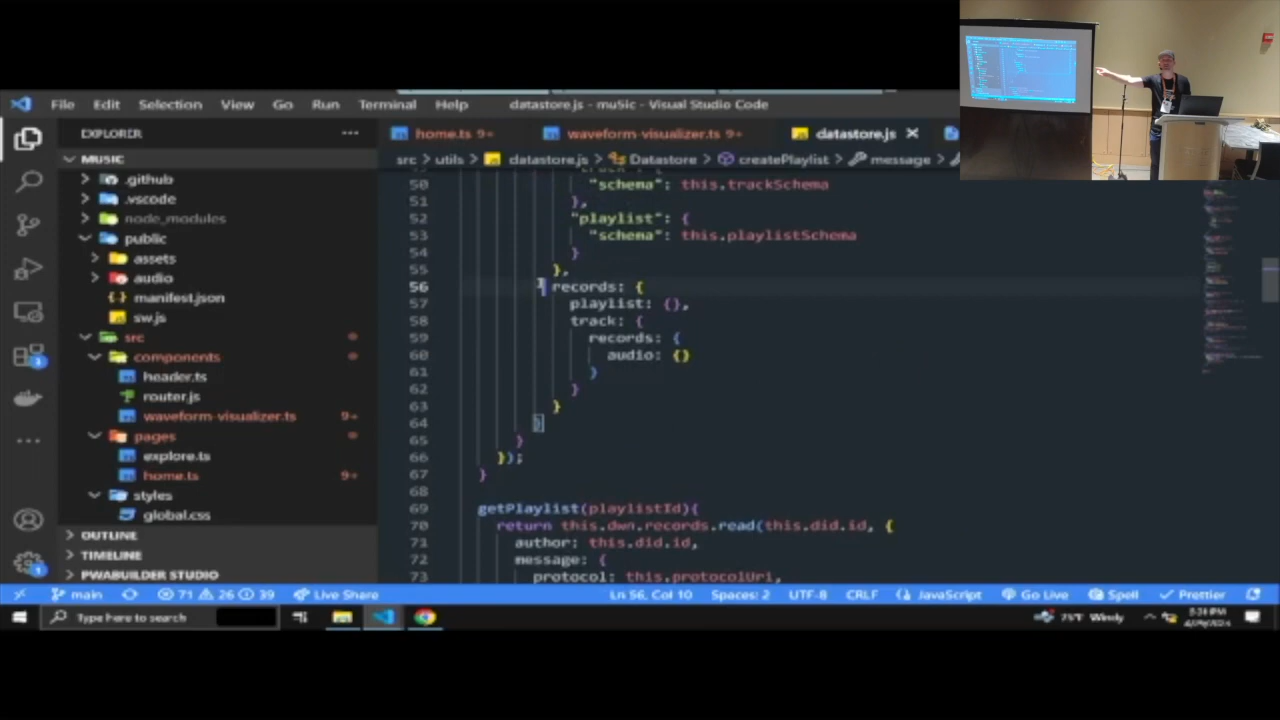 File Edit Selection View Go Run Terminal Help datastore.js - mu5ic - Visual Studio Code
EXPLORER ···
home.ts 9+ waveform-visualizer.ts 9+ datastore.js
MUSIC
src > utils > datastore.js > Datastore > createPlaylist > message >
.github
.vscode
node_modules
public
assets
audio
manifest.json
sw.js
src
components
header.ts
router.js
waveform-visualizer.ts 9+
pages
explore.ts
home.ts 9+
styles
global.css
OUTLINE
TIMELINE
PWABUILDER STUDIO
50 "schema": this.trackSchema
51 },
52 "playlist": {
53 "schema": this.playlistSchema
54 }
55 },
56 records: {
57 playlist: {},
58 track: {
59 records: {
60 audio: {}
61 }
62 }
63 }
64 }
65 }
66 });
67 }
68
69 getPlaylist(playlistId){
70 return this.dwn.records.read(this.did.id, {
71 author: this.did.id,
72 message: {
73 protocol: this.protocolUri,
main 71 26 39 Live Share Ln 56, Col 10 Spaces: 2 UTF-8 CRLF JavaScript Go Live Spell Prettier
Type here to search 75°F Windy